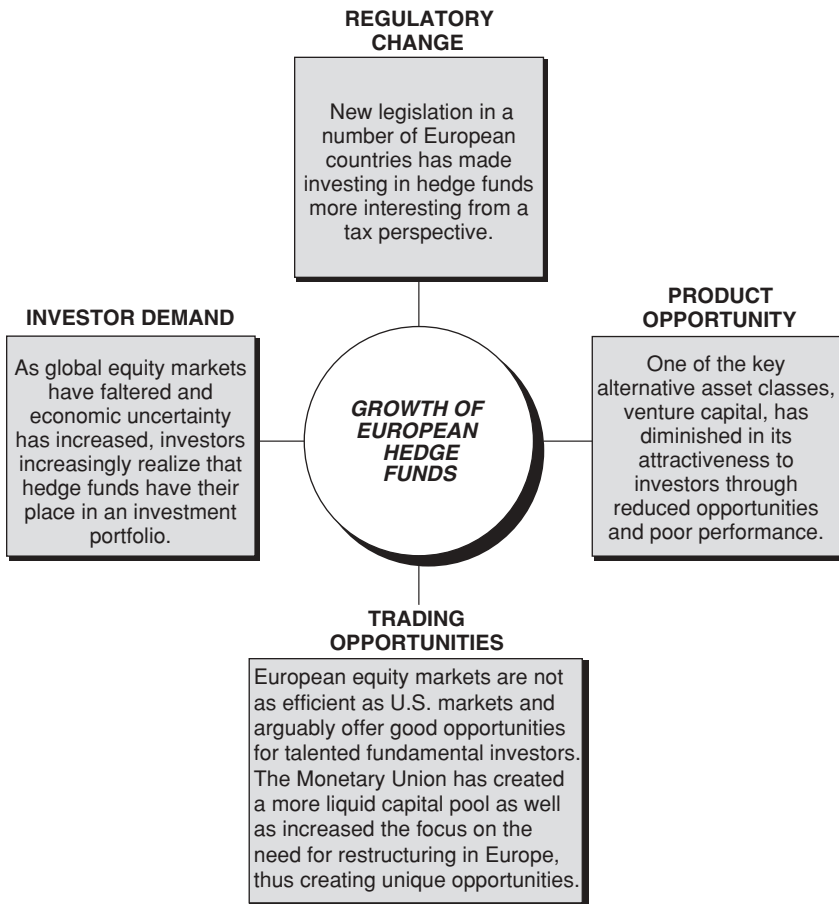 REGULATORY
CHANGE
New legislation in a
number of European
countries has made
investing in hedge funds
more interesting from a
tax perspective.
INVESTOR DEMAND
As global equity markets
have faltered and
economic uncertainty
has increased, investors
increasingly realize that
hedge funds have their
place in an investment
portfolio.
GROWTH OF
EUROPEAN
HEDGE
FUNDS
PRODUCT
OPPORTUNITY
One of the key
alternative asset classes,
venture capital, has
diminished in its
attractiveness to
investors through
reduced opportunities
and poor performance.
TRADING
OPPORTUNITIES
European equity markets are not
as efficient as U.S. markets and
arguably offer good opportunities
for talented fundamental investors.
The Monetary Union has created
a more liquid capital pool as well
as increased the focus on the
need for restructuring in Europe,
thus creating unique opportunities.